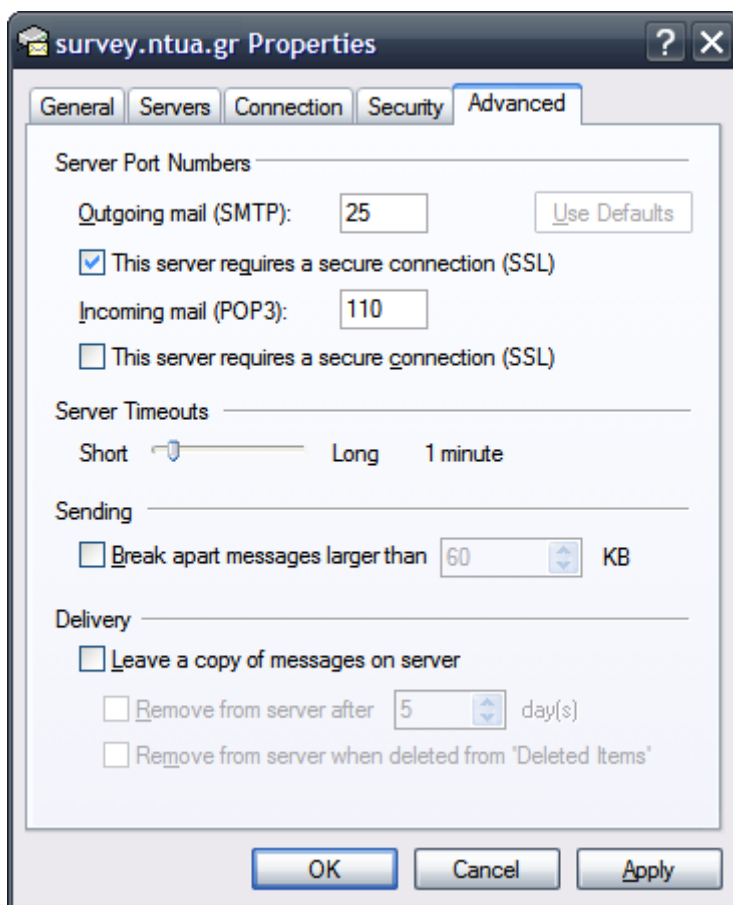 survey.ntua.gr Properties
General Servers Connection Security Advanced
Server Port Numbers
Outgoing mail (SMTP): 25 Use Defaults
This server requires a secure connection (SSL)
Incoming mail (POP3): 110
This server requires a secure connection (SSL)
Server Timeouts
Short Long 1 minute
Sending
Break apart messages larger than 60 KB
Delivery
Leave a copy of messages on server
Remove from server after 5 day(s)
Remove from server when deleted from 'Deleted Items'
OK Cancel Apply